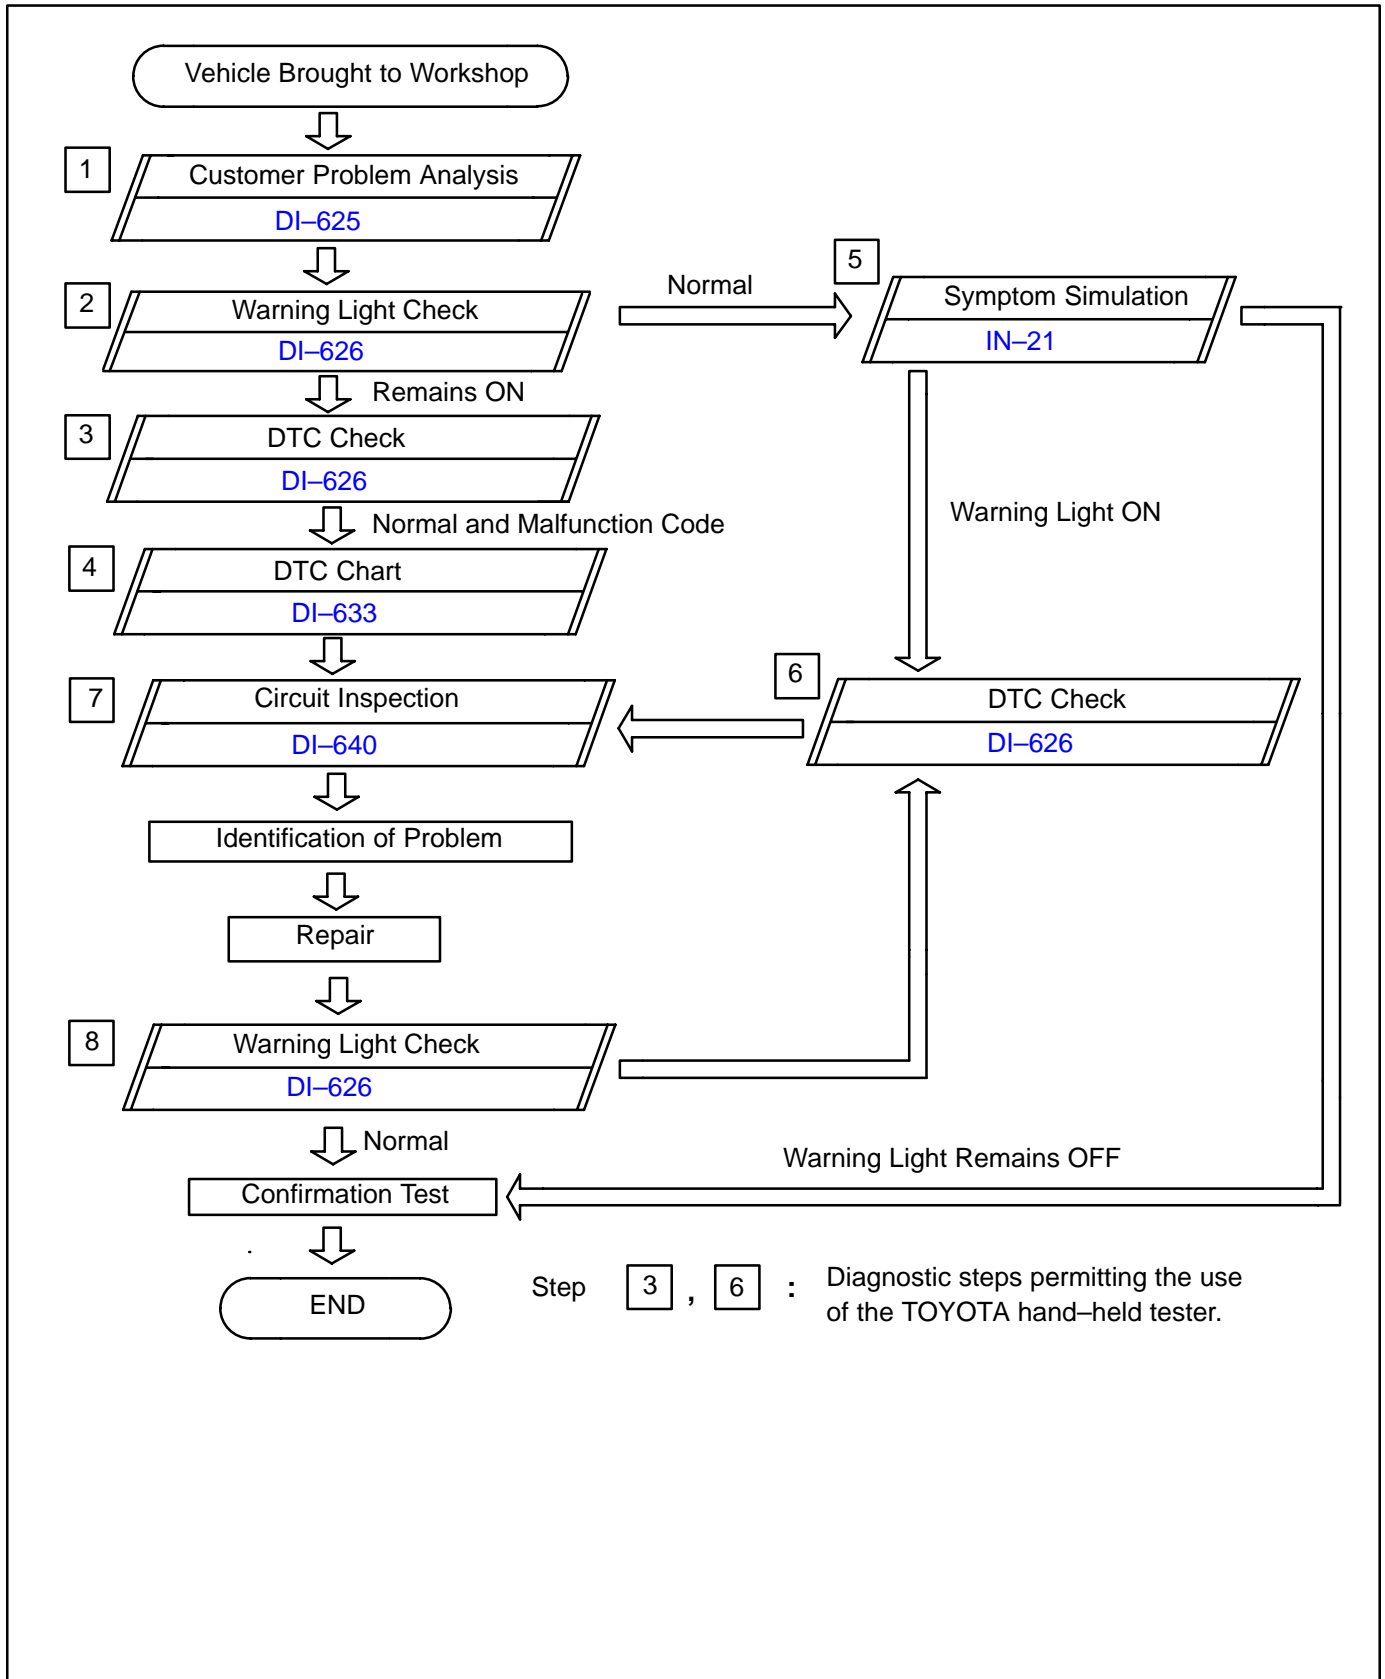 Vehicle Brought to Workshop
1
Customer Problem Analysis
DI–625
2
Warning Light Check
DI–626
Normal
5
Symptom Simulation
IN–21
Remains ON
3
DTC Check
DI–626
Normal and Malfunction Code
Warning Light ON
4
DTC Chart
DI–633
7
Circuit Inspection
DI–640
6
DTC Check
DI–626
Identification of Problem
Repair
8
Warning Light Check
DI–626
Normal
Warning Light Remains OFF
Confirmation Test
END
Step 3 , 6 : Diagnostic steps permitting the use
of the TOYOTA hand–held tester.